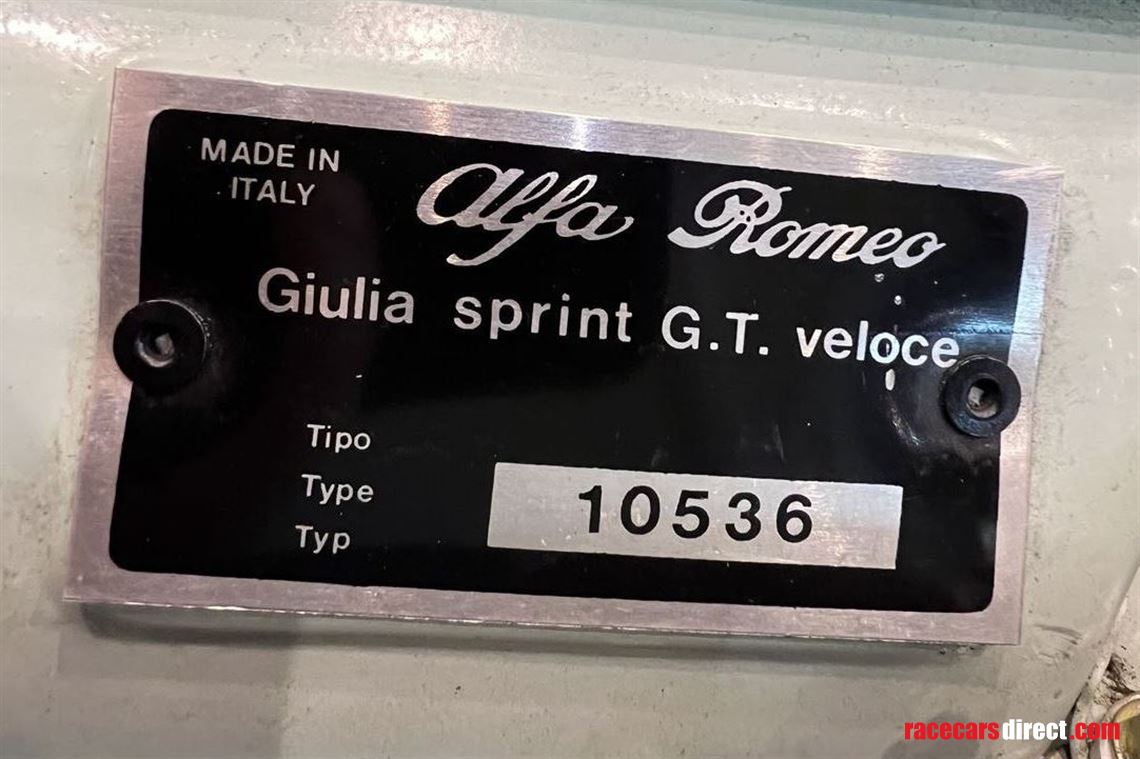 MADE IN
ITALY
Alfa Romeo
Giulia sprint G.T. veloce
Tipo
Type
Typ
10536
racecarsdirect.com